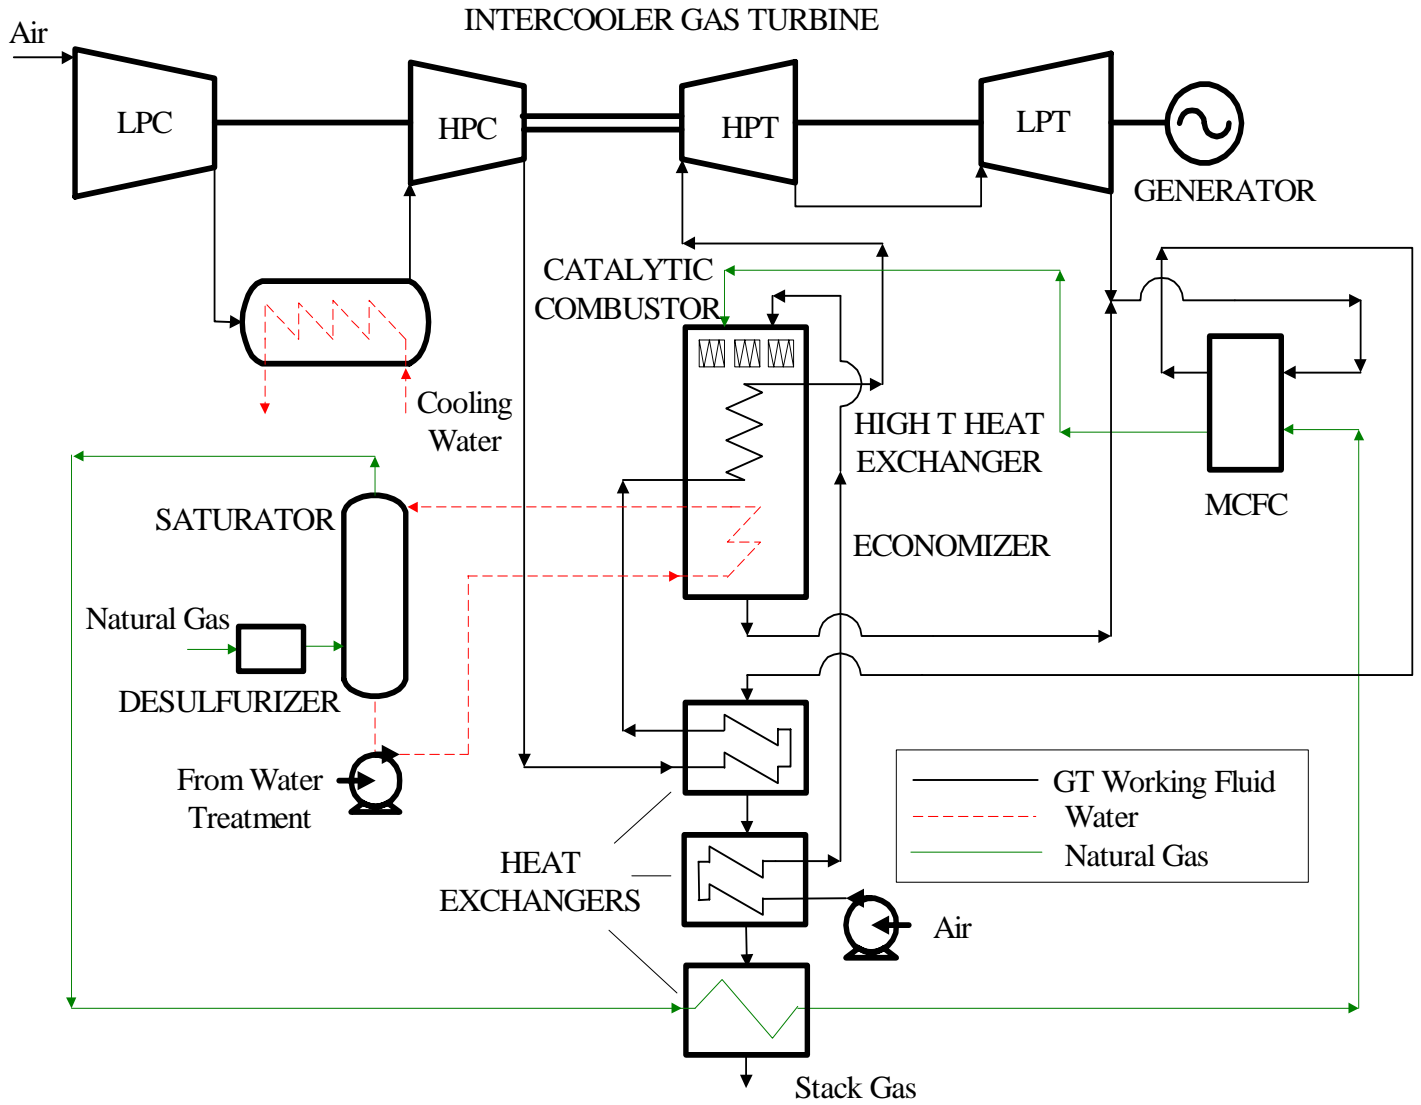 INTERCOOLER GAS TURBINE
Air
LPC
HPC
HPT
LPT
GENERATOR
CATALYTIC
COMBUSTOR
Cooling
Water
HIGH T HEAT
EXCHANGER
MCFC
SATURATOR
ECONOMIZER
Natural Gas
DESULFURIZER
From Water
Treatment
GT Working Fluid
Water
Natural Gas
HEAT
EXCHANGERS
Air
Stack Gas